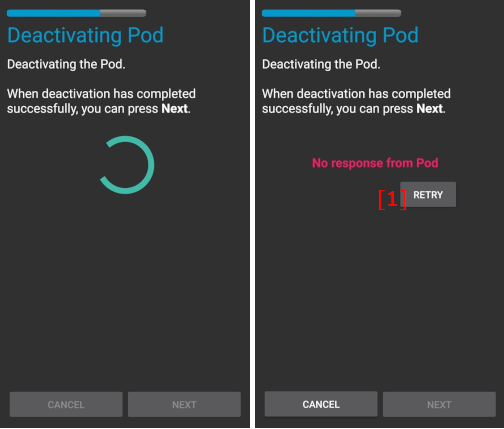 Deactivating Pod
Deactivating the Pod.
When deactivation has completed
successfully, you can press Next.
CANCEL
NEXT
Deactivating Pod
Deactivating the Pod.
When deactivation has completed
successfully, you can press Next.
No response from Pod
[1]
RETRY
CANCEL
NEXT